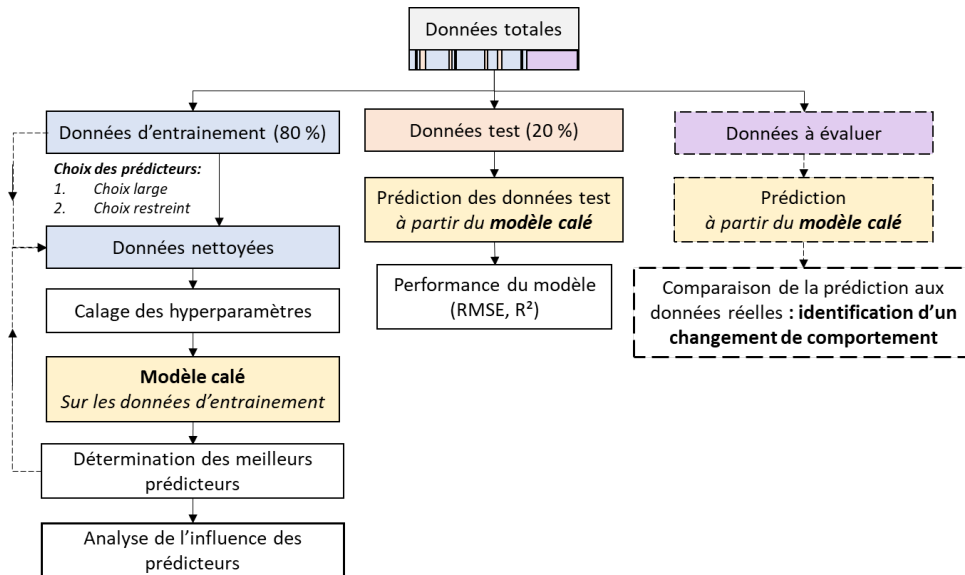 Données totales
Données d'entrainement (80 %)
Choix des prédicteurs:
1. Choix large
2. Choix restreint
Données nettoyées
Calage des hyperparamètres
Modèle calé
Sur les données d'entrainement
Détermination des meilleurs
prédicteurs
Analyse de l'influence des
prédicteurs
Données test (20 %)
Prédiction des données test
à partir du modèle calé
Performance du modèle
(RMSE, R²)
Données à évaluer
Prédiction
à partir du modèle calé
Comparaison de la prédiction aux
données réelles : identification d'un
changement de comportement